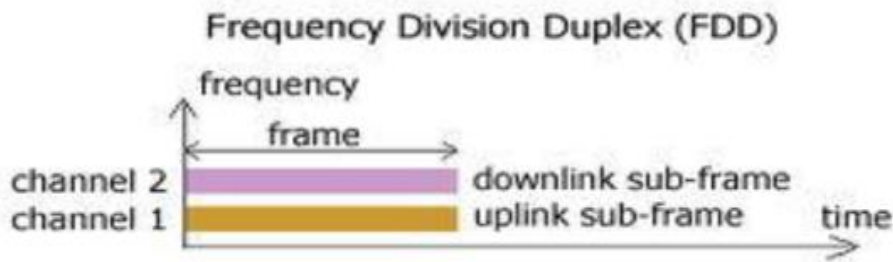 Frequency Division Duplex (FDD)
frequency
frame
channel 2 downlink sub-frame
channel 1 uplink sub-frame time